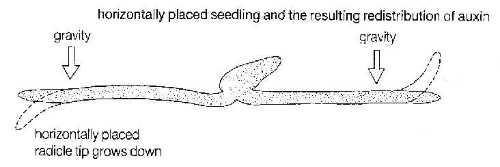 horizontally placed seedling and the resulting redistribution of auxin
gravity
gravity
horizontally placed
radicle tip grows down